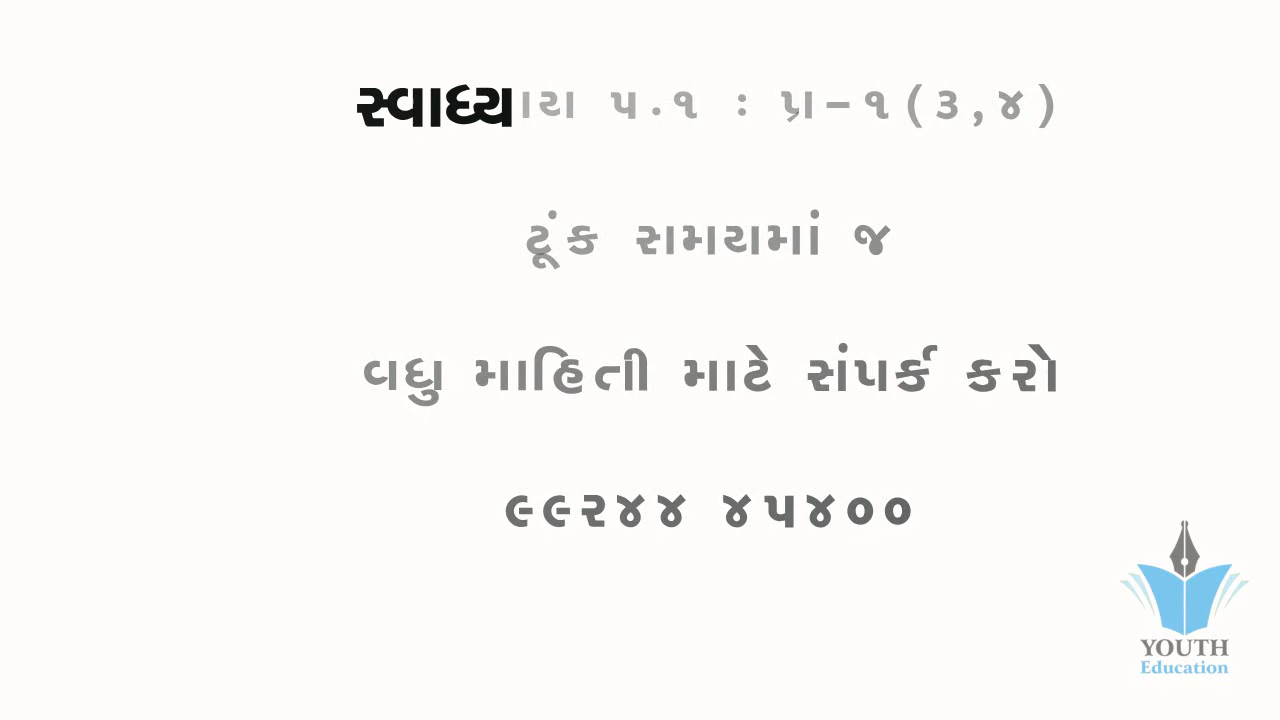 સ્વાધ્યાય ૫.૧ : પ્ર–૧(૩,૪)
ટૂંક સમયમાં જ
વધુ માહિતી માટે સંપર્ક કરો
૯૯૨૪૪ ૪૫૪૦૦
YOUTH
Education